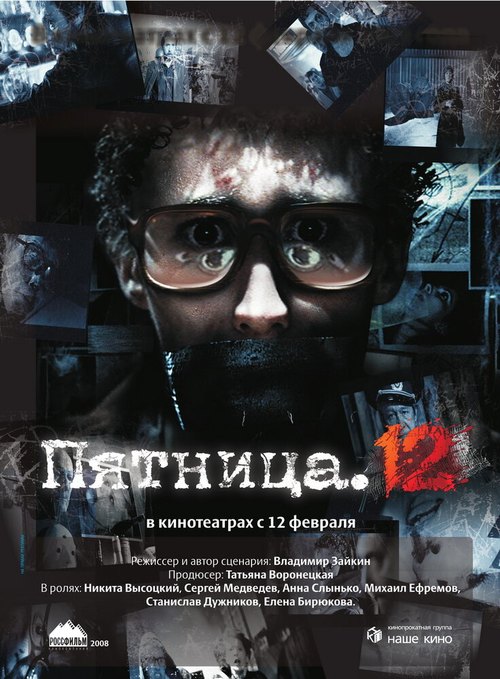 Пятница.12
в кинотеатрах с 12 февраля
Режиссер и автор сценария: Владимир Зайкин
Продюсер: Татьяна Воронецкая
В ролях: Никита Высоцкий, Сергей Медведев, Анна Слынько, Михаил Ефремов,
Станислав Дужников, Елена Бирюкова.
РОССФИЛЬМ
2008
кинопрокатная группа
наше кино